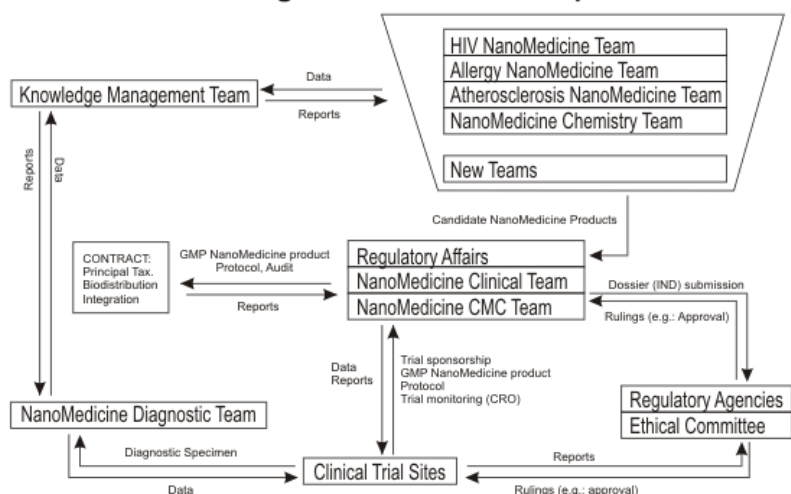 HIV NanoMedicine Team
Allergy NanoMedicine Team
Atherosclerosis NanoMedicine Team
NanoMedicine Chemistry Team
New Teams
Knowledge Management Team
Data
Reports
Reports
Data
Candidate NanoMedicine Products
CONTRACT:
Principal Tax.
Biodistribution
Integration
GMP NanoMedicine product
Protocol, Audit
Reports
Regulatory Affairs
NanoMedicine Clinical Team
NanoMedicine CMC Team
Dossier (IND) submission
Rulings (e.g.: Approval)
Data
Reports
Trial sponsorship
GMP NanoMedicine product
Protocol
Trial monitoring (CRO)
NanoMedicine Diagnostic Team
Regulatory Agencies
Ethical Committee
Diagnostic Specimen
Data
Clinical Trial Sites
Reports
Rulings (e.g.: approval)